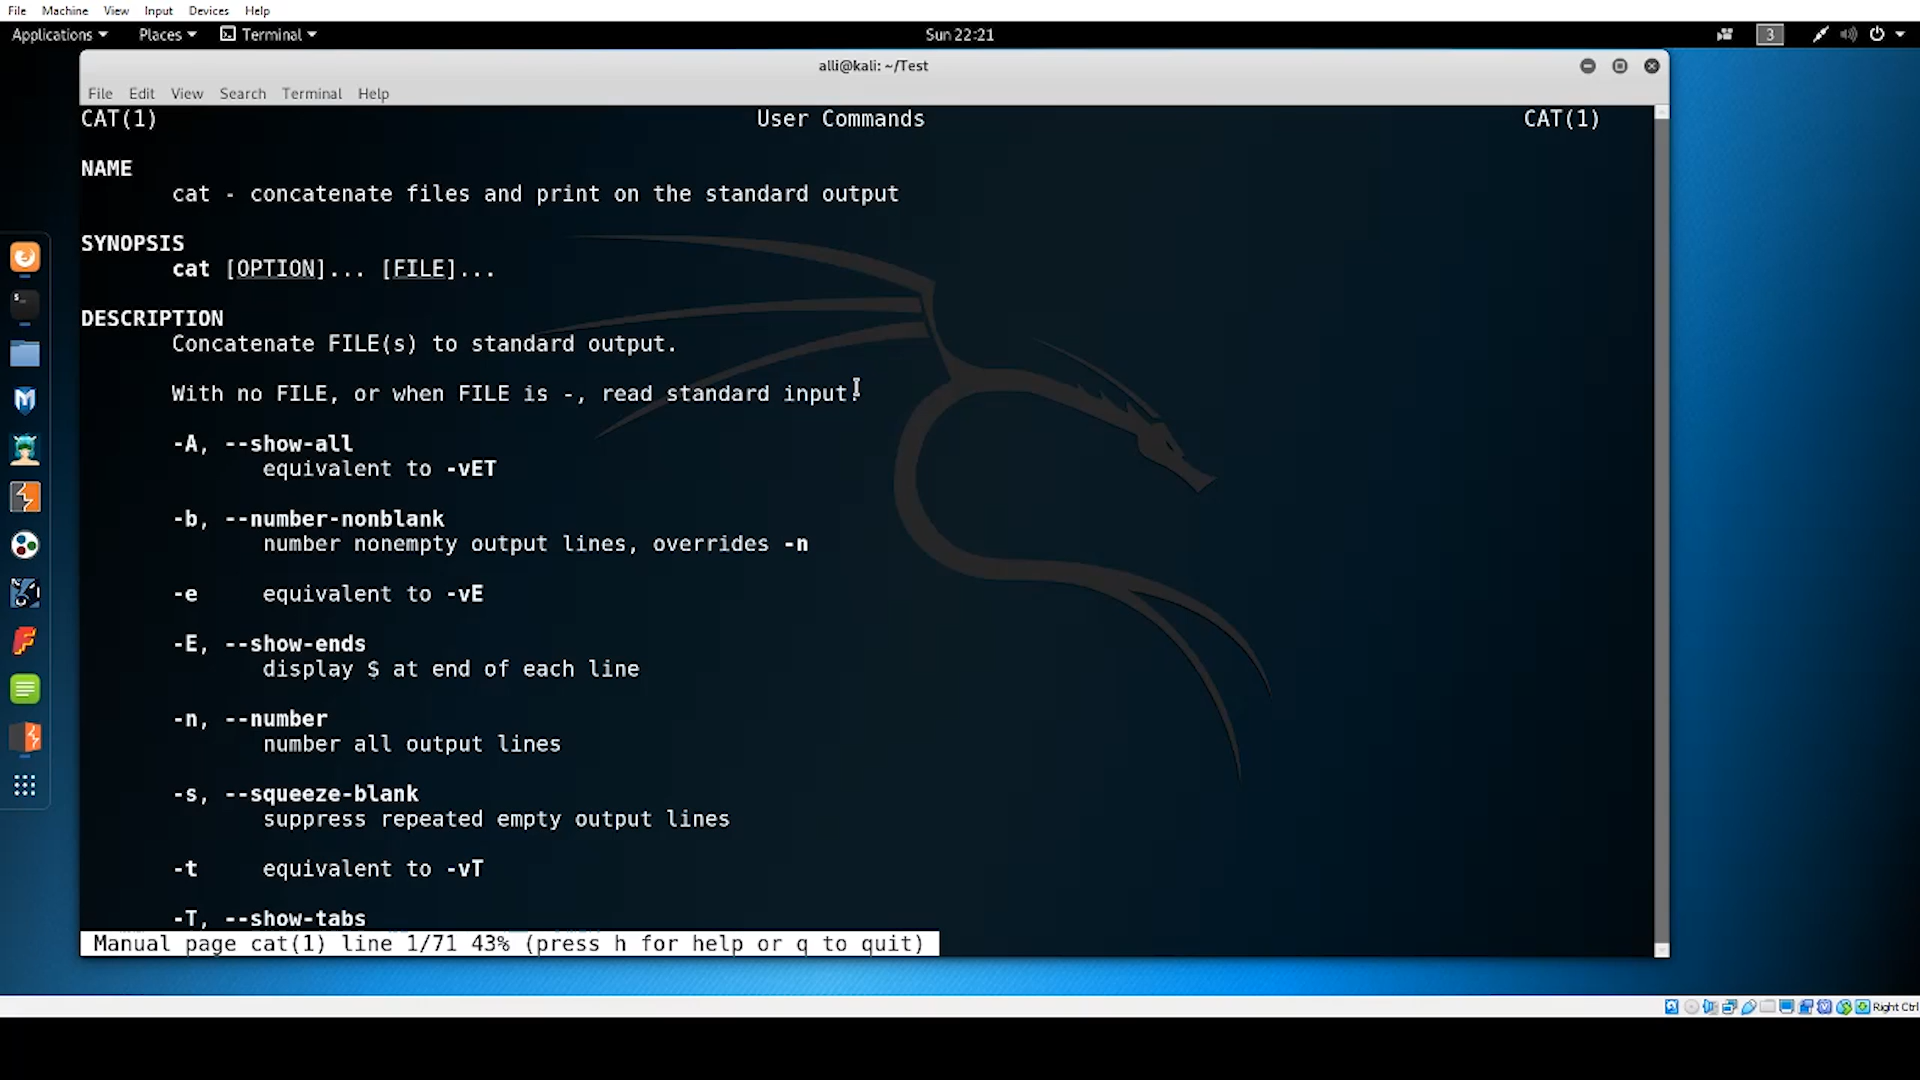 File Machine View Input Devices Help
Applications Places Terminal Sun 22:21 3
alli@kali: ~/Test
File Edit View Search Terminal Help
CAT(1) User Commands CAT(1)
NAME
cat - concatenate files and print on the standard output
SYNOPSIS
cat [OPTION]... [FILE]...
DESCRIPTION
Concatenate FILE(s) to standard output.
With no FILE, or when FILE is -, read standard input.
-A, --show-all
equivalent to -vET
-b, --number-nonblank
number nonempty output lines, overrides -n
-e equivalent to -vE
-E, --show-ends
display $ at end of each line
-n, --number
number all output lines
-s, --squeeze-blank
suppress repeated empty output lines
-t equivalent to -vT
-T, --show-tabs
Manual page cat(1) line 1/71 43% (press h for help or q to quit)
Right Ctrl